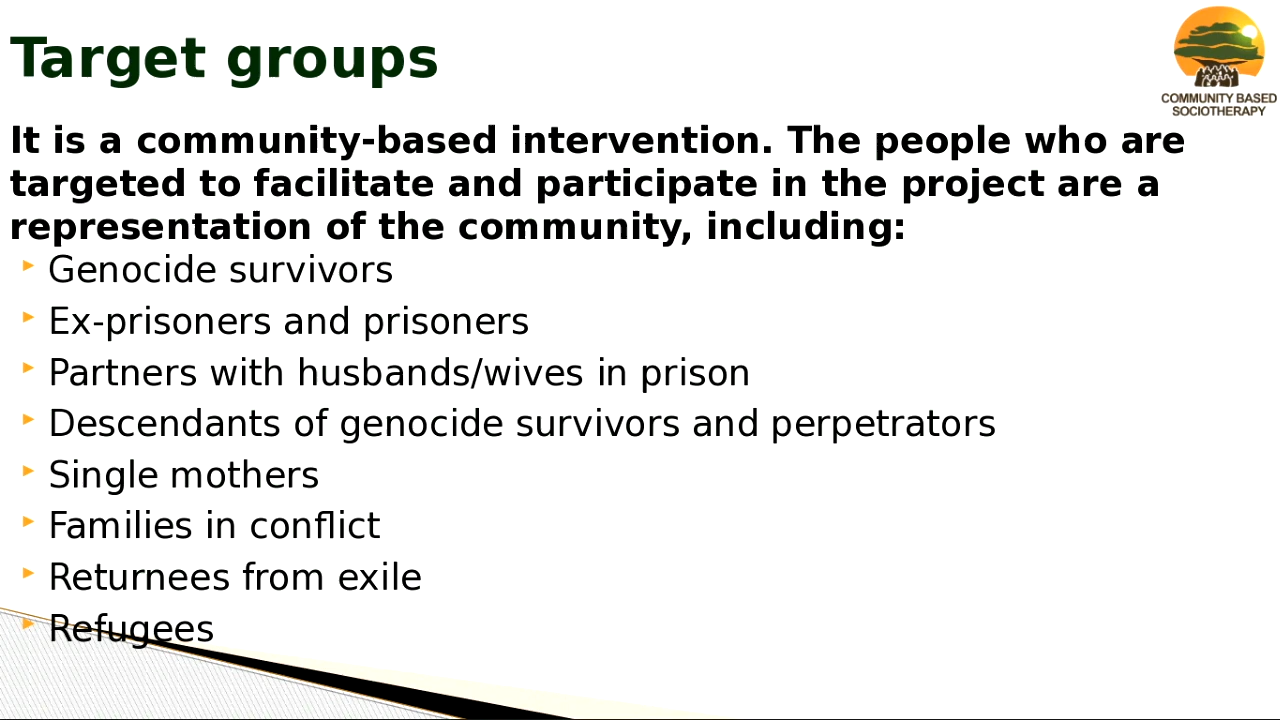 Target groups
COMMUNITY BASED
SOCIOTHERAPY
It is a community-based intervention. The people who are
targeted to facilitate and participate in the project are a
representation of the community, including:
Genocide survivors
Ex-prisoners and prisoners
Partners with husbands/wives in prison
Descendants of genocide survivors and perpetrators
Single mothers
Families in conflict
Returnees from exile
Refugees